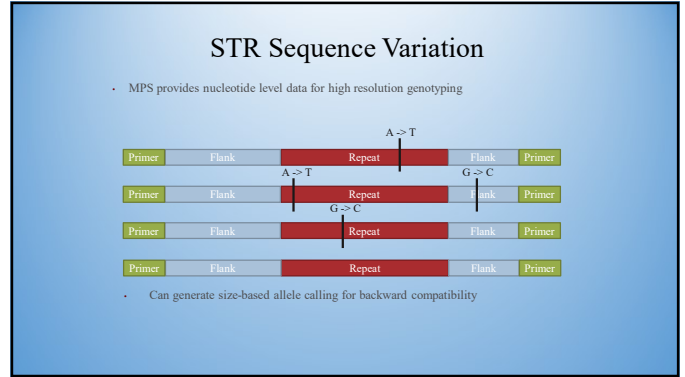 STR Sequence Variation
• MPS provides nucleotide level data for high resolution genotyping
A -> T
Primer Flank Repeat Flank Primer
A -> T G -> C
Primer Flank Repeat Flank Primer
G -> C
Primer Flank Repeat Flank Primer
Primer Flank Repeat Flank Primer
• Can generate size-based allele calling for backward compatibility